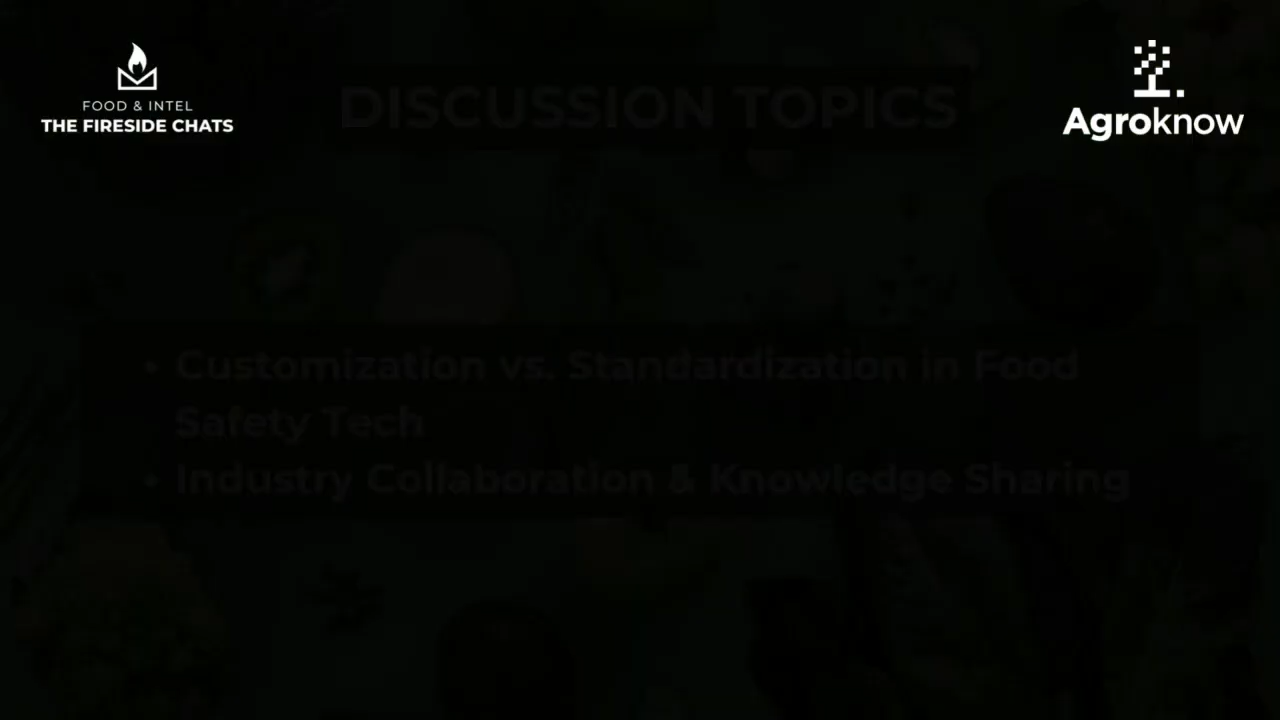 FOOD & INTEL
THE FIRESIDE CHATS
Agroknow
DISCUSSION TOPICS
• Customization vs. Standardization in Food
Safety Tech
• Industry Collaboration & Knowledge Sharing